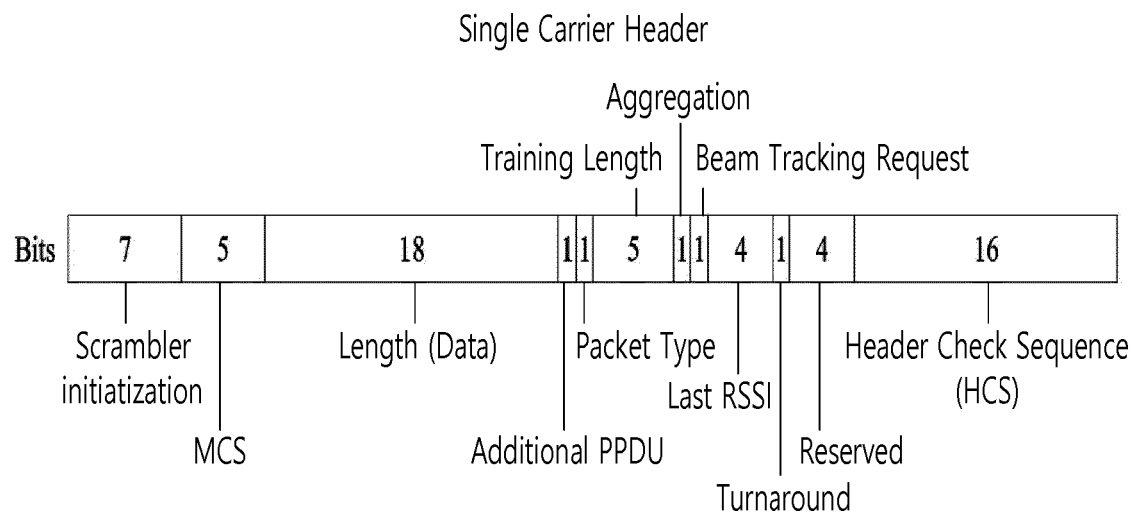 Single Carrier Header
Aggregation
Training Length
Beam Tracking Request
Bits 7 5 18 1 1 5 1 1 4 1 4 16
Scrambler
initiatization
Length (Data)
Packet Type
Header Check Sequence
(HCS)
Last RSSI
MCS
Additional PPDU
Reserved
Turnaround